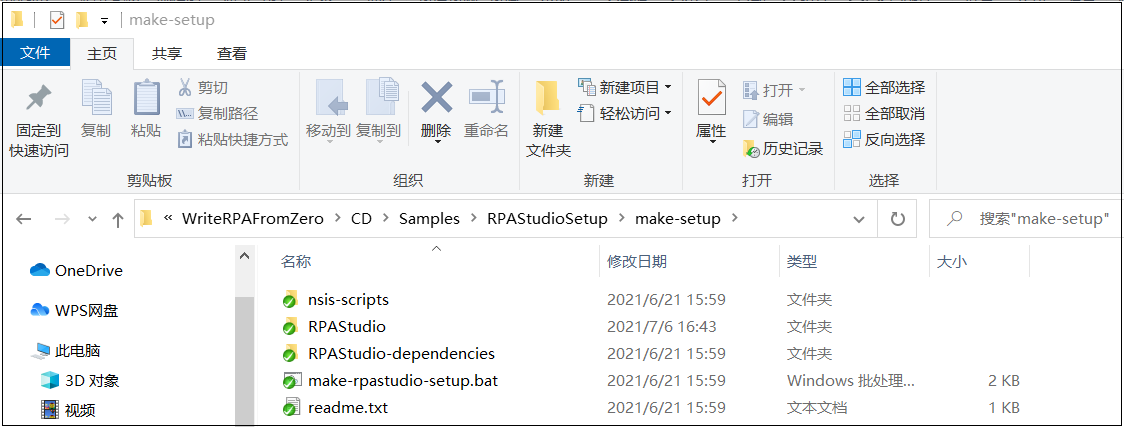 make-setup
文件 主页 共享 查看
固定到快速访问
复制
粘贴
剪切
复制路径
粘贴快捷方式
剪贴板
移动到
复制到
删除
重命名
组织
新建文件夹
新建项目
轻松访问
新建
属性
打开
编辑
历史记录
打开
全部选择
全部取消
反向选择
选择
« WriteRPAFromZero > CD > Samples > RPAStudioSetup > make-setup >
搜索"make-setup"
OneDrive
WPS网盘
此电脑
3D 对象
视频
名称 修改日期 类型 大小
nsis-scripts 2021/6/21 15:59 文件夹
RPAStudio 2021/7/6 16:43 文件夹
RPAStudio-dependencies 2021/6/21 15:59 文件夹
make-rpastudio-setup.bat 2021/6/21 15:59 Windows 批处理... 2 KB
readme.txt 2021/6/21 15:59 文本文档 1 KB